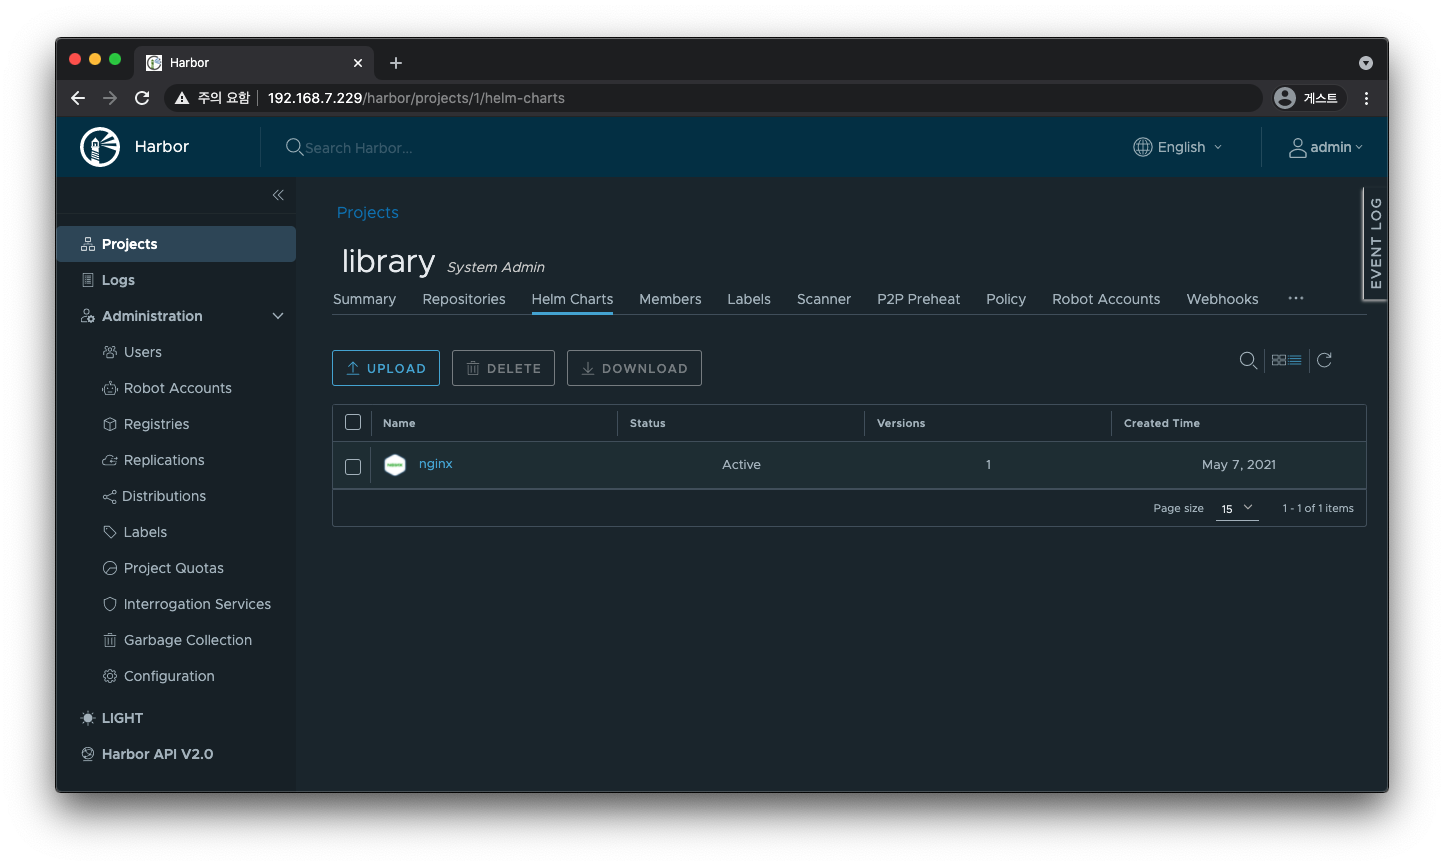 Harbor
주의 요함 192.168.7.229/harbor/projects/1/helm-charts
게스트
Harbor
Search Harbor...
English
admin
Projects
Logs
Administration
Users
Robot Accounts
Registries
Replications
Distributions
Labels
Project Quotas
Interrogation Services
Garbage Collection
Configuration
LIGHT
Harbor API V2.0
EVENT LOG
Projects
library System Admin
Summary Repositories Helm Charts Members Labels Scanner P2P Preheat Policy Robot Accounts Webhooks ...
UPLOAD DELETE DOWNLOAD
Name Status Versions Created Time
nginx Active 1 May 7, 2021
Page size 15 1 - 1 of 1 items